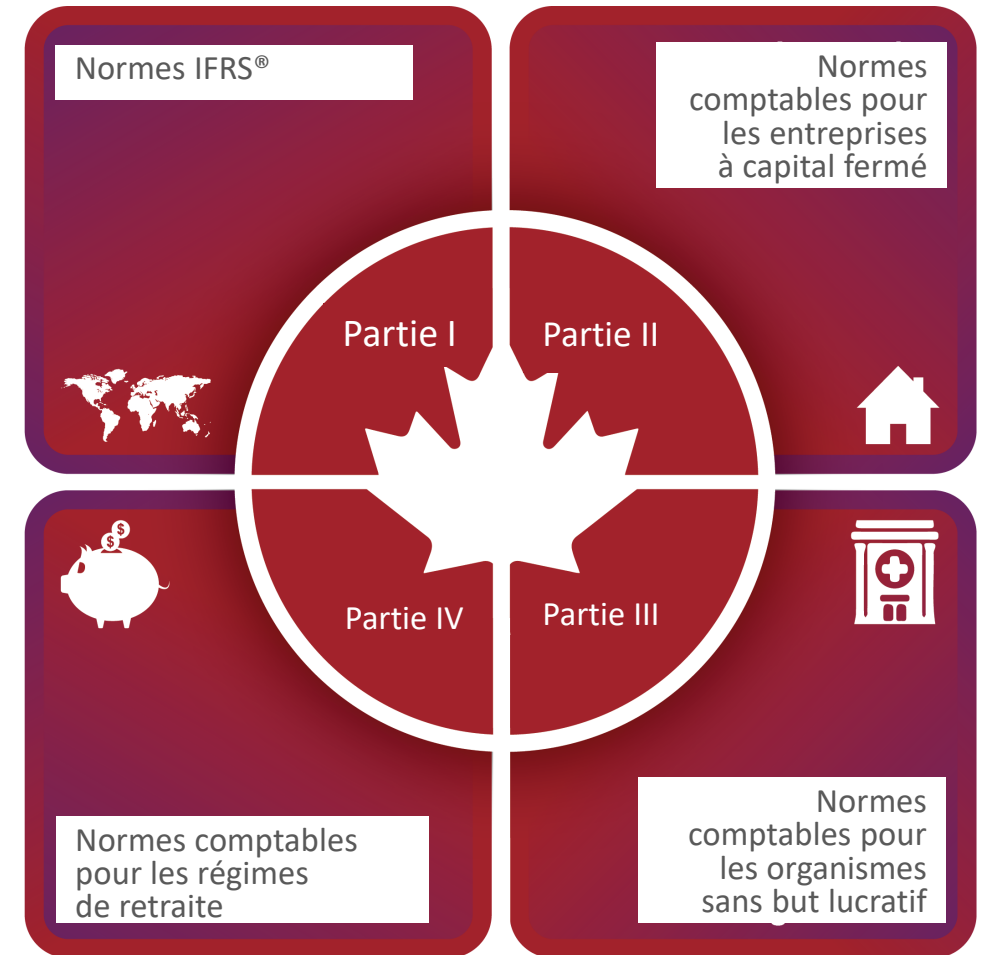 Normes IFRS®
Normes
comptables pour
les entreprises
à capital fermé
Partie I
Partie II
Partie IV
Partie III
$
$
Normes comptables
pour les régimes
de retraite
Normes
comptables pour
les organismes
sans but lucratif